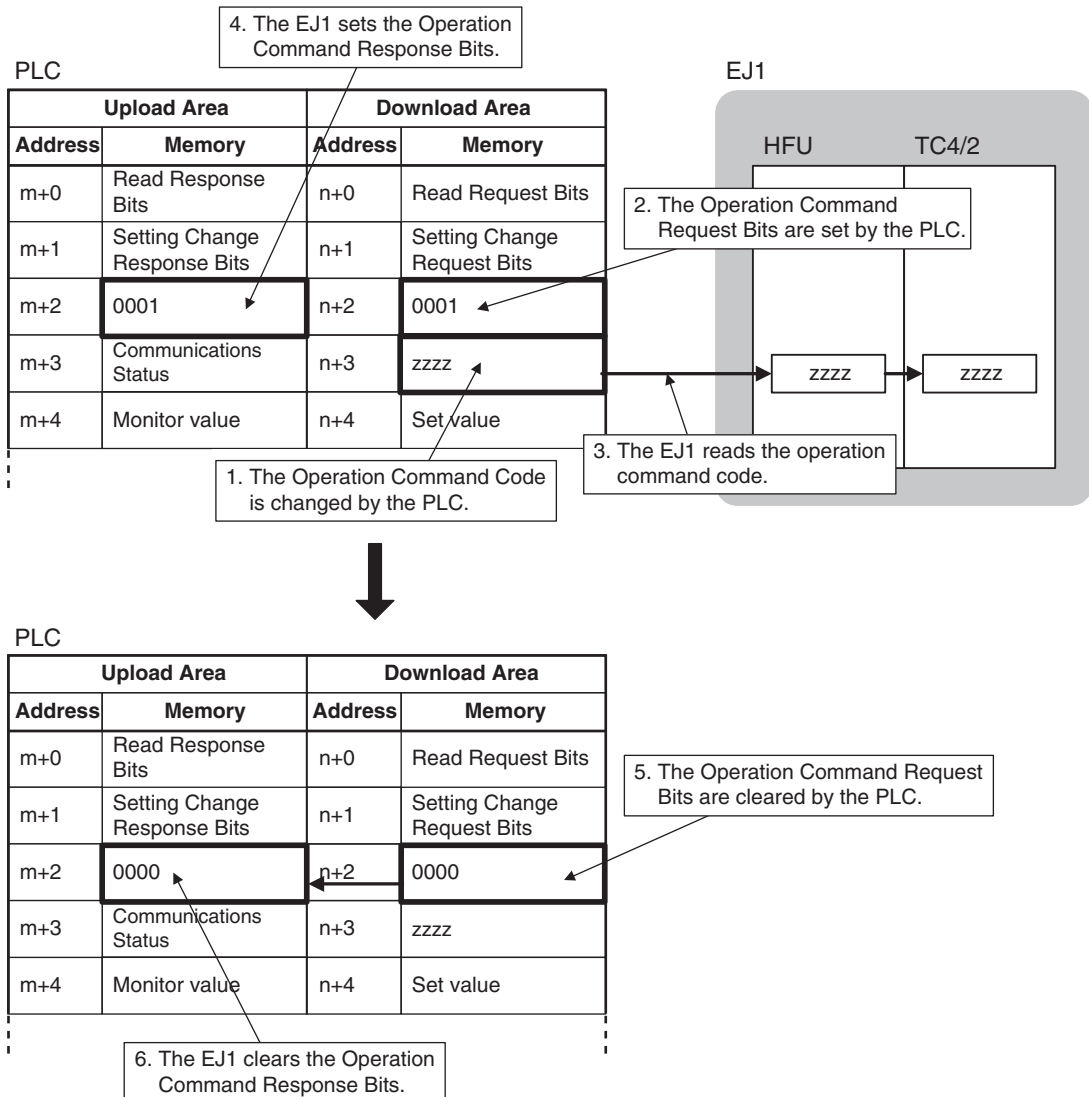 4. The EJ1 sets the Operation
Command Response Bits.
PLC
EJ1
Upload Area Download Area
Address Memory Address Memory
HFU TC4/2
m+0 Read Response
Bits n+0 Read Request Bits
2. The Operation Command
Request Bits are set by the PLC.
m+1 Setting Change
Response Bits n+1 Setting Change
Request Bits
m+2 0001 n+2 0001
m+3 Communications
Status n+3 zzzz
zzzz zzzz
m+4 Monitor value n+4 Set value
3. The EJ1 reads the operation
command code.
1. The Operation Command Code
is changed by the PLC.
PLC
Upload Area Download Area
Address Memory Address Memory
m+0 Read Response
Bits n+0 Read Request Bits
5. The Operation Command Request
Bits are cleared by the PLC.
m+1 Setting Change
Response Bits n+1 Setting Change
Request Bits
m+2 0000 n+2 0000
m+3 Communications
Status n+3 zzzz
m+4 Monitor value n+4 Set value
6. The EJ1 clears the Operation
Command Response Bits.